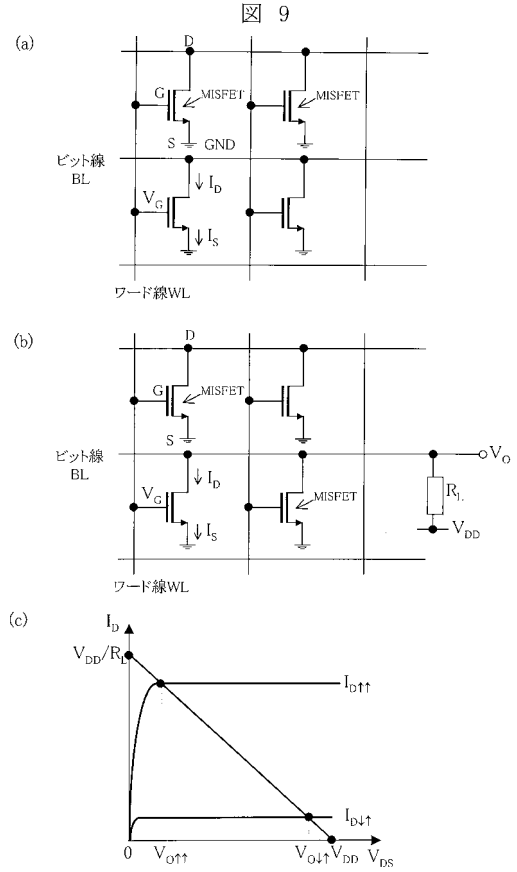 図 9
(a)
D
G
MISFET
MISFET
S
GND
ビット線
BL
I_D
V_G
I_S
ワード線WL
(b)
D
G
MISFET
S
ビット線
BL
V_O
I_D
R_L
V_G
MISFET
I_S
V_DD
ワード線WL
(c)
I_D
V_DD/R_L
I_D↑↑
I_D↓↑
0
V_O↑↑
V_O↓↑
V_DD
V_DS